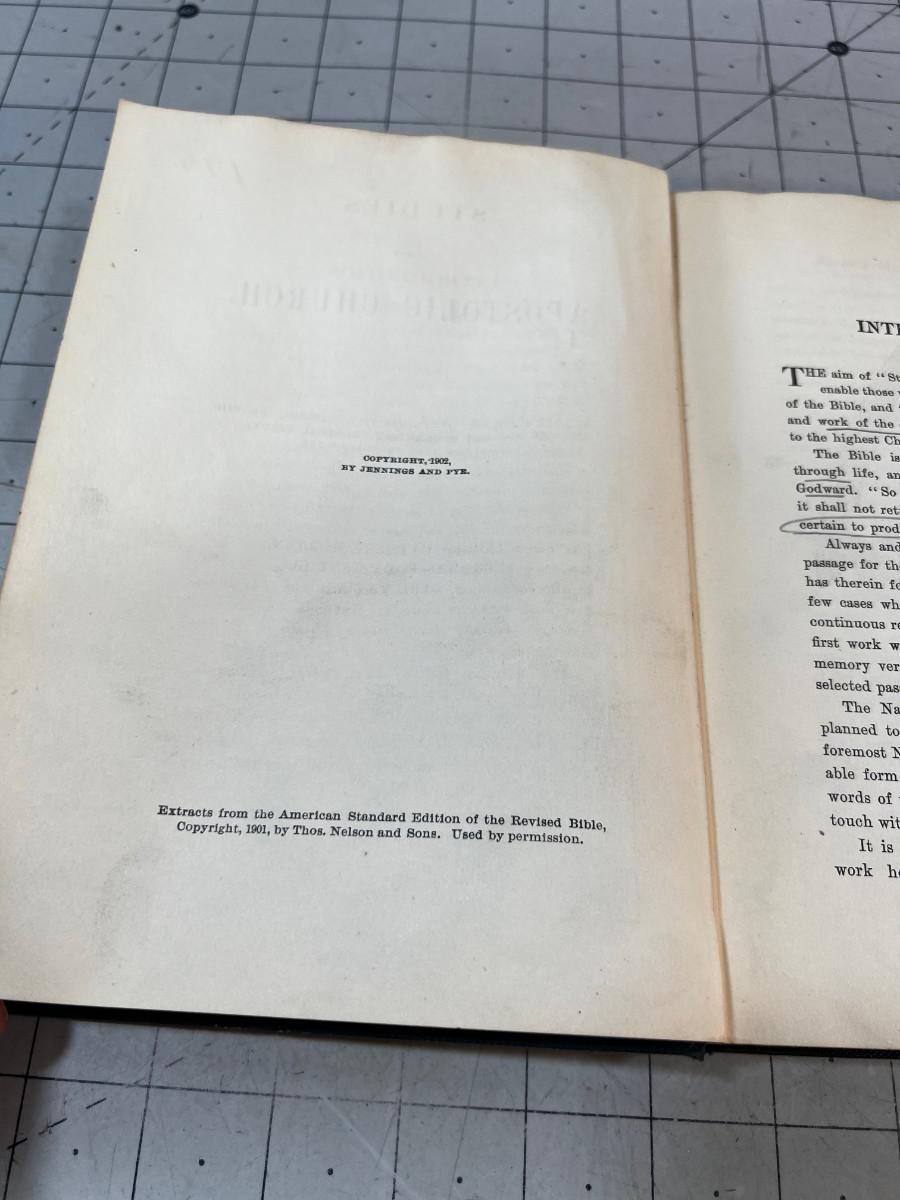 COPYRIGHT, 1902,
BY JENNINGS AND PYE.
Extracts from the American Standard Edition of the Revised Bible,
Copyright, 1901, by Thos. Nelson and Sons. Used by permission.
INT
THE aim of “St
enable those
of the Bible, and
and work of the
to the highest Ch
The Bible is
through life, an
Godward. “So
it shall not ret
certain to prod
Always and
passage for th
has therein fo
few cases wh
continuous re
first work w
memory ver
selected pas
The Na
planned to
foremost N
able form
words of
touch wit
It is
work he